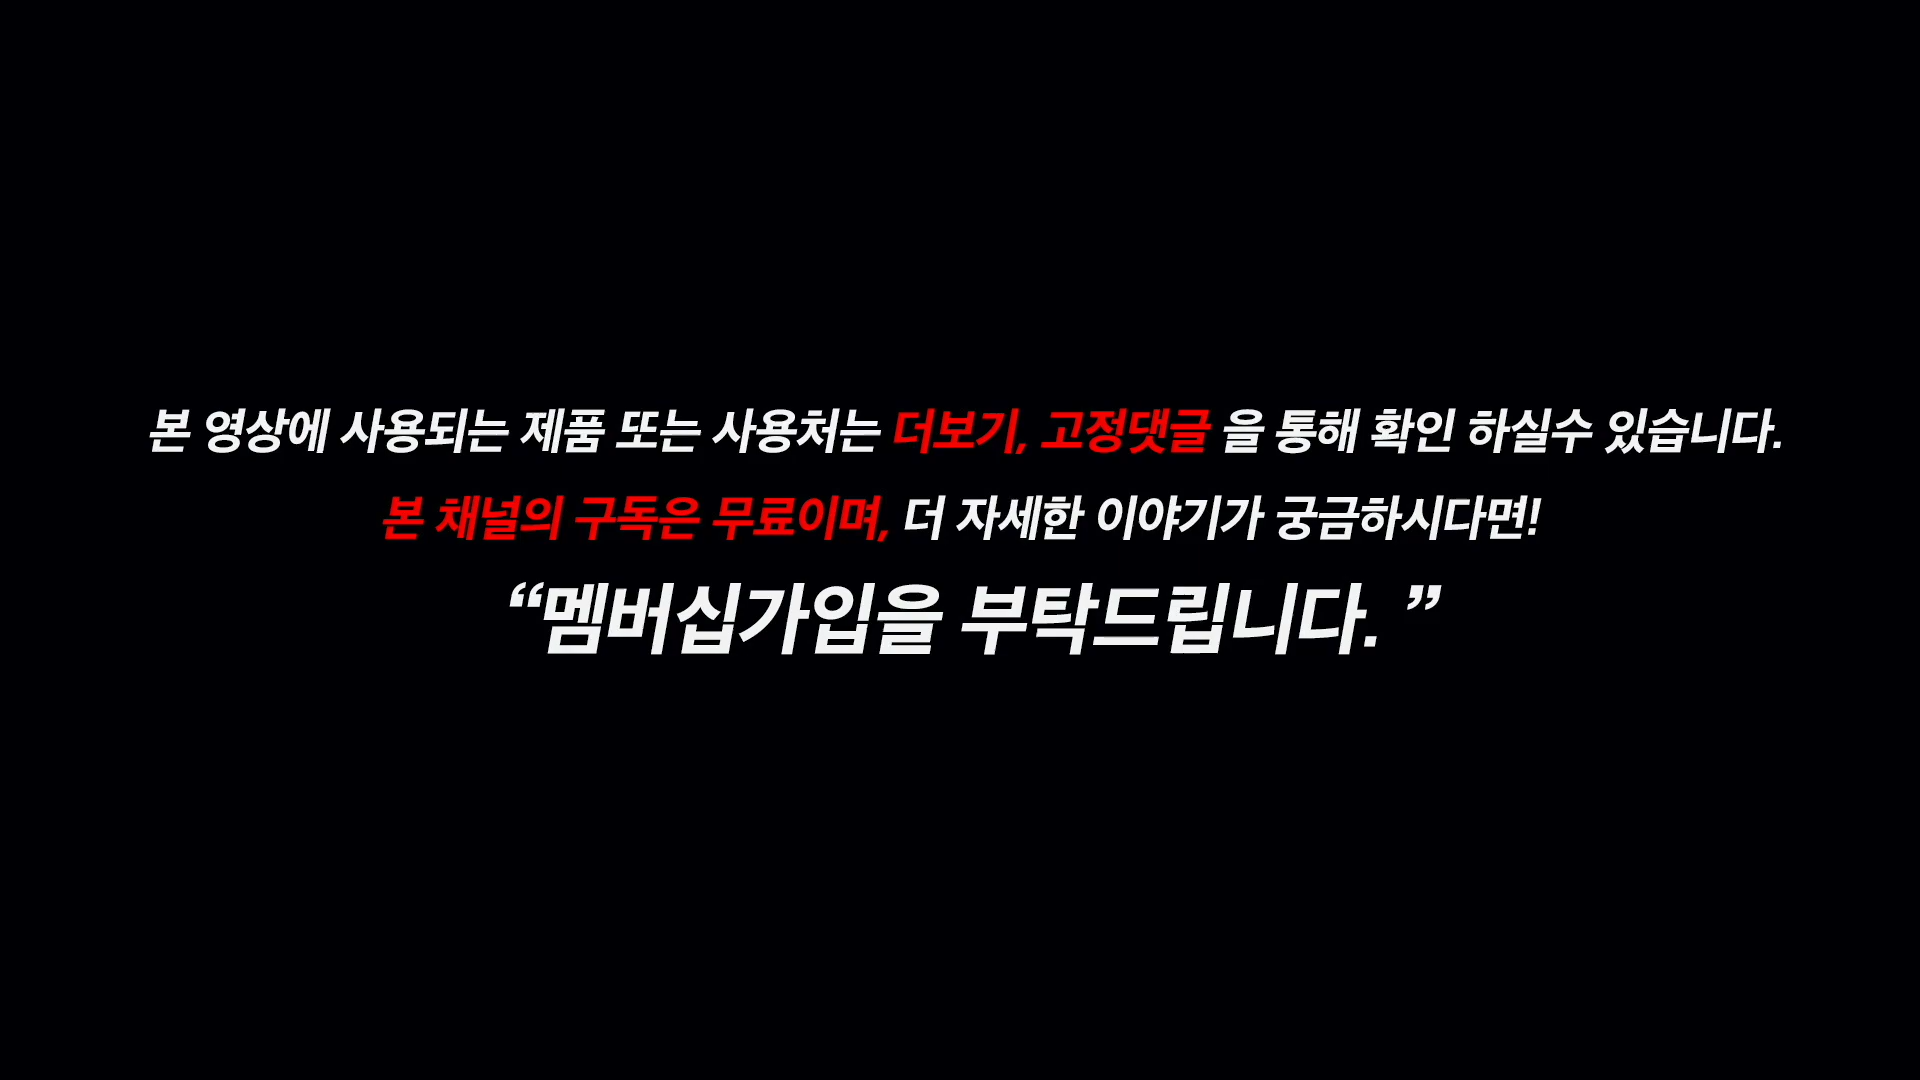 본 영상에 사용되는 제품 또는 사용처는 더보기, 고정댓글 을 통해 확인 하실수 있습니다.
본 채널의 구독은 무료이며, 더 자세한 이야기가 궁금하시다면!
“멤버십가입을 부탁드립니다. ”